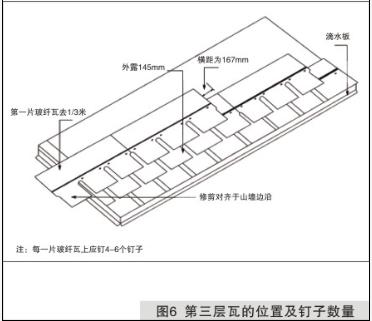 滴水板
横距为167mm
外露145mm
第一片玻纤瓦去1/3米
修剪对齐于山墙边沿
注：每一片玻纤瓦上应钉4-6个钉子
图6 第三层瓦的位置及钉子数量